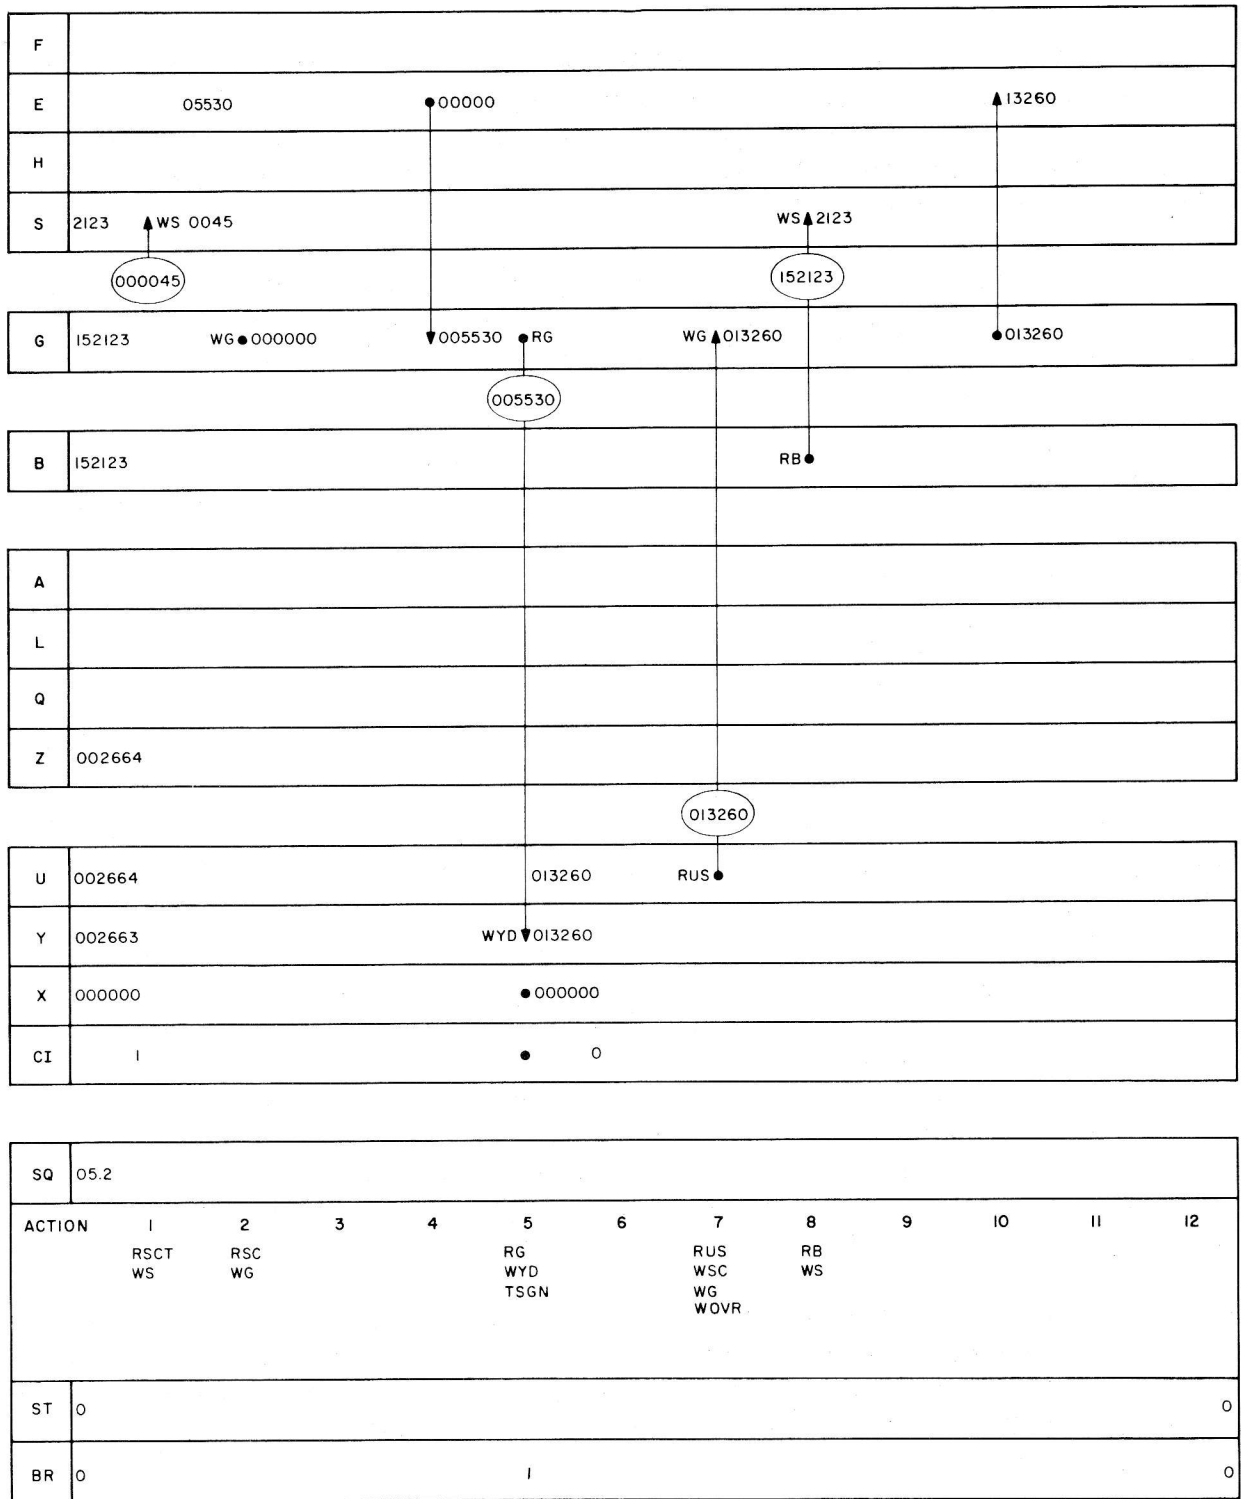 F
E 05530 00000 13260
H
S 2123 WS 0045 WS 2123
000045 152123
G 152123 WG 000000 005530 RG WG 013260 013260
005530
B 152123 RB
A
L
Q
Z 002664
013260
U 002664 013260 RUS
Y 002663 WYD 013260
X 000000 000000
CI 1 0
SQ 05.2
ACTION 1 2 3 4 5 6 7 8 9 10 11 12
RSCT RSC RG RUS RB
WS WG WYD WSC WS
TSGN WG
WOVR
ST 0 0
BR 0 1 0